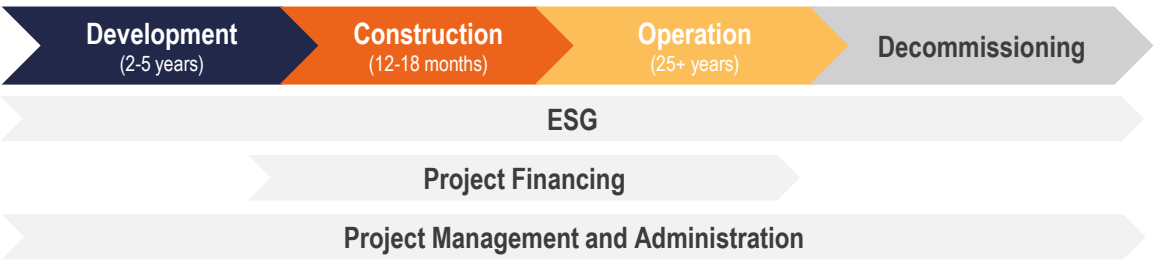 Development
(2-5 years)
Construction
(12-18 months)
Operation
(25+ years)
Decommissioning
ESG
Project Financing
Project Management and Administration